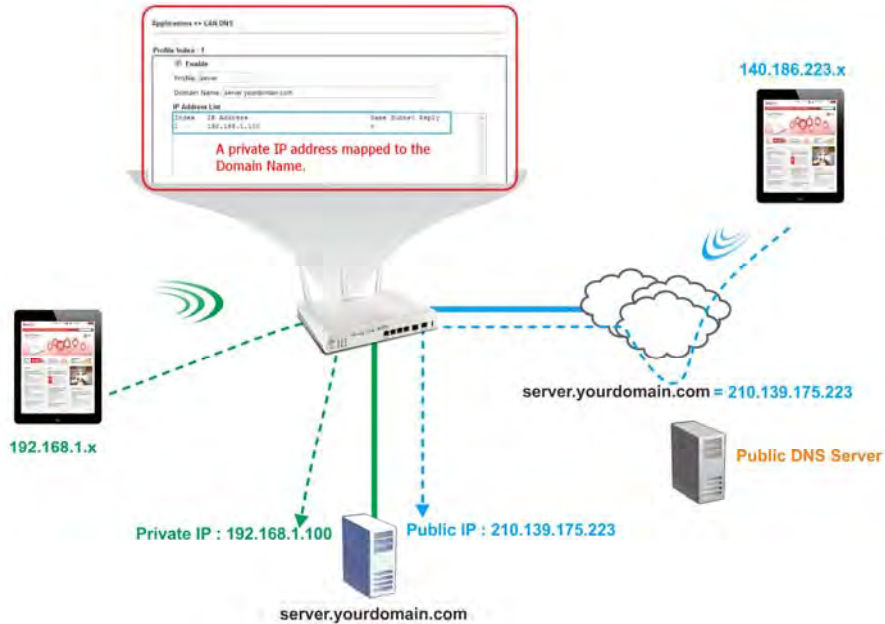 Applications >> LAN DNS
Profile Index : 1
Enable
Profile: server
Domain Name: server.yourdomain.com
IP Address List
Index IP Address Same Subnet Reply
1 192.168.1.100
A private IP address mapped to the
Domain Name.
140.186.223.x
192.168.1.x
server.yourdomain.com = 210.139.175.223
Public DNS Server
Private IP : 192.168.1.100
Public IP : 210.139.175.223
server.yourdomain.com